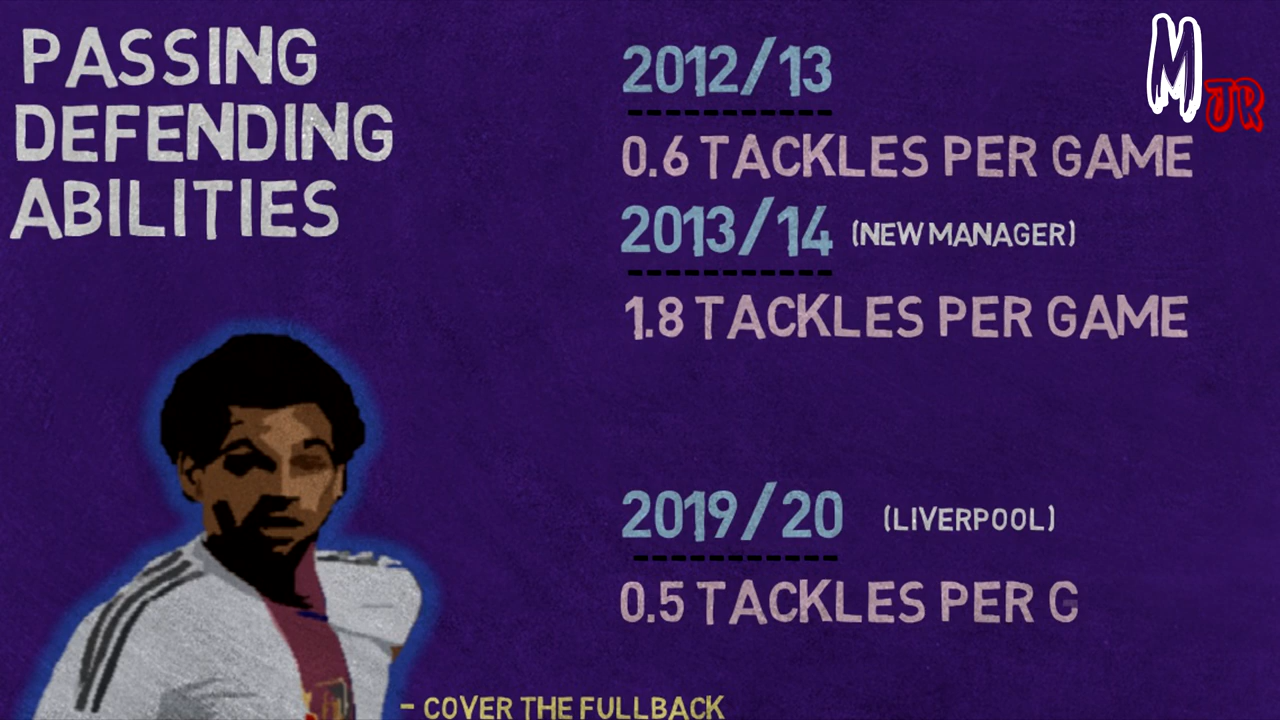 PASSING
DEFENDING
ABILITIES
2012/13
0.6 TACKLES PER GAME
2013/14 (NEW MANAGER)
1.8 TACKLES PER GAME
2019/20 (LIVERPOOL)
0.5 TACKLES PER G
- COVER THE FULLBACK
M JR